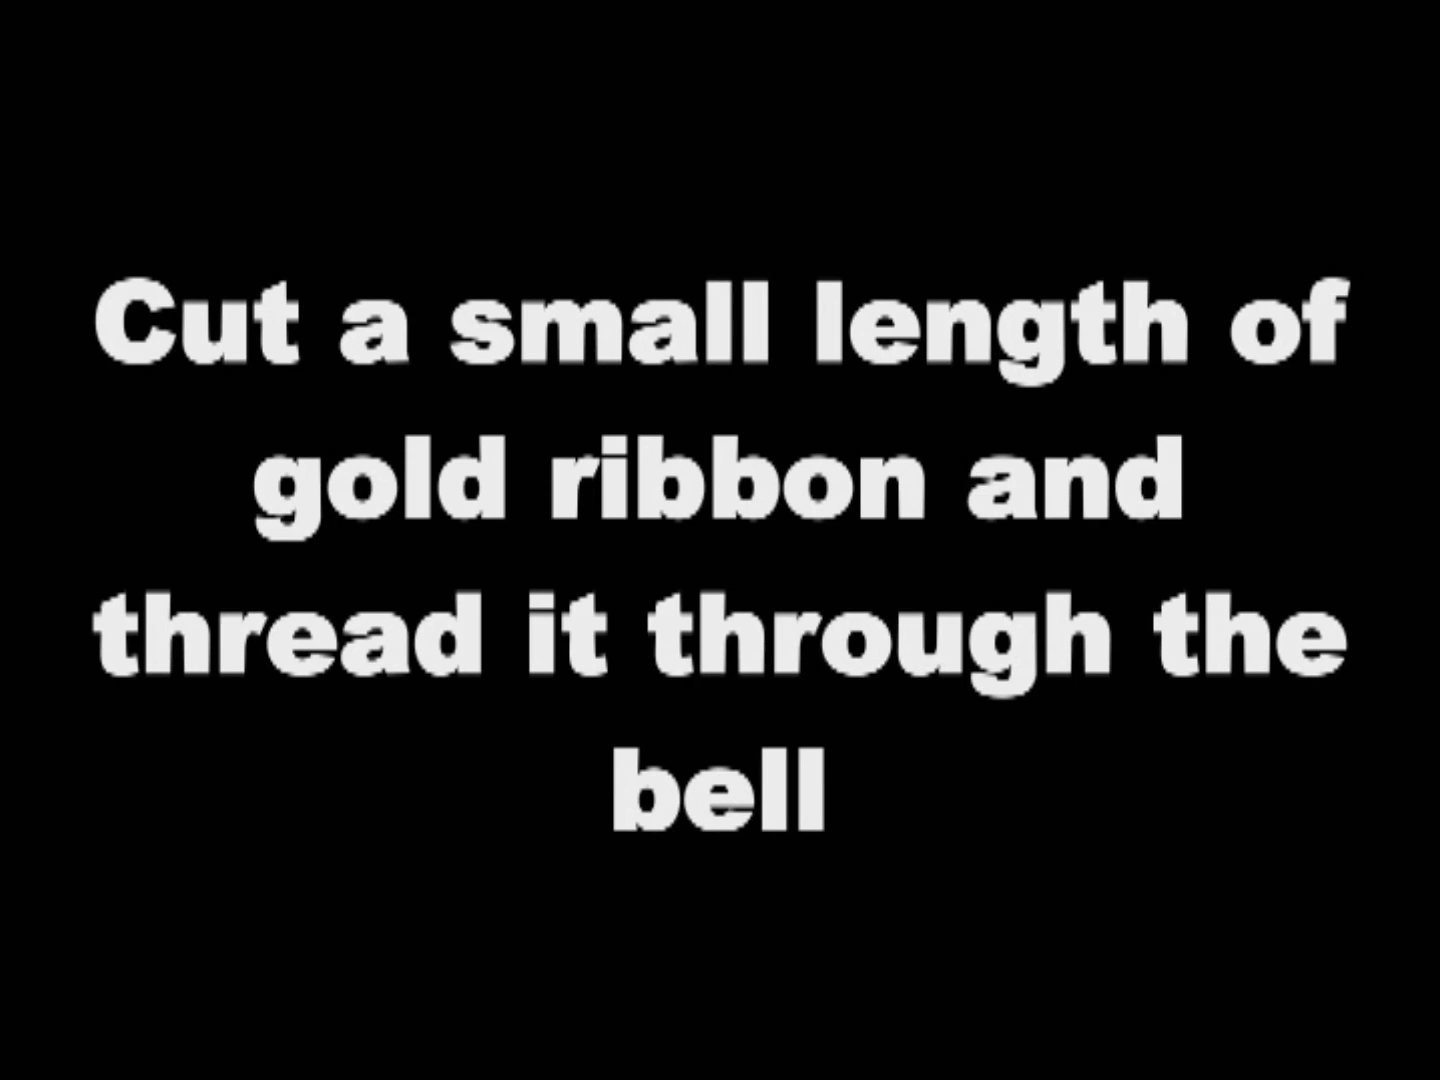 Cut a small length of
gold ribbon and
thread it through the
bell